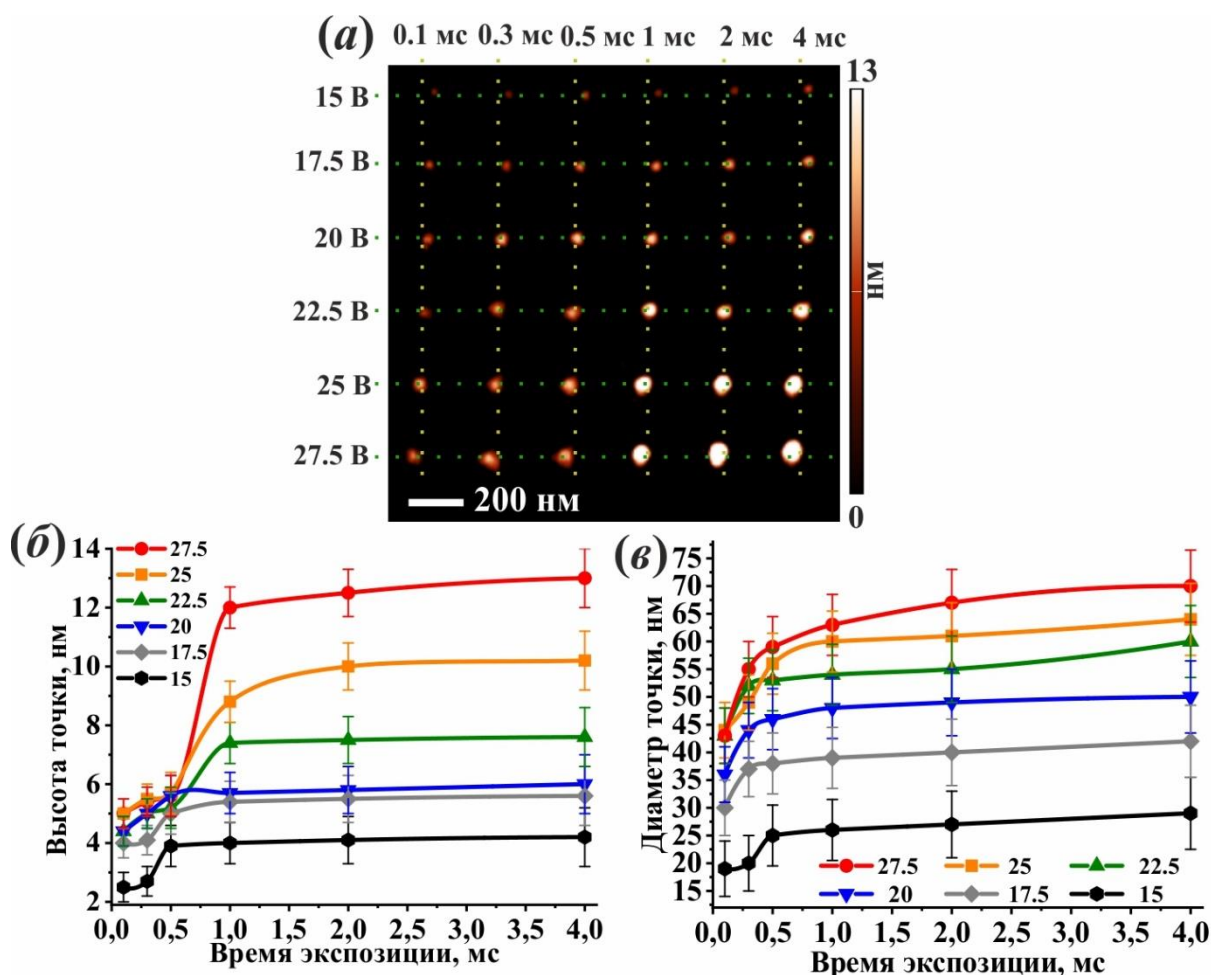 (а) 0.1 мс 0.3 мс 0.5 мс 1 мс 2 мс 4 мс
13
15 В
17.5 В
20 В
22.5 В
25 В
27.5 В
нм
200 нм
0
(б)
14
12
10
8
6
4
2
27.5
25
22.5
20
17.5
15
Высота точки, нм
0,0 0,5 1,0 1,5 2,0 2,5 3,0 3,5 4,0
Время экспозиции, мс
(в)
75
70
65
60
55
50
45
40
35
30
25
20
15
Диаметр точки, нм
27.5 25 22.5
20 17.5 15
0,0 0,5 1,0 1,5 2,0 2,5 3,0 3,5 4,0
Время экспозиции, мс